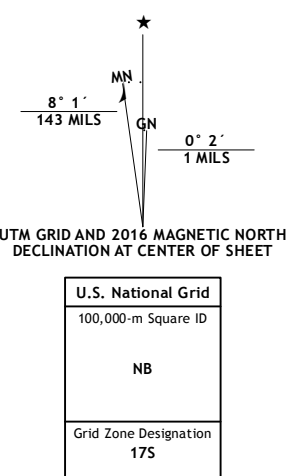 ★
MN
8° 1´
143 MILS
GN
0° 2´
1 MILS
UTM GRID AND 2016 MAGNETIC NORTH
DECLINATION AT CENTER OF SHEET
U.S. National Grid
100,000-m Square ID
NB
Grid Zone Designation
17S